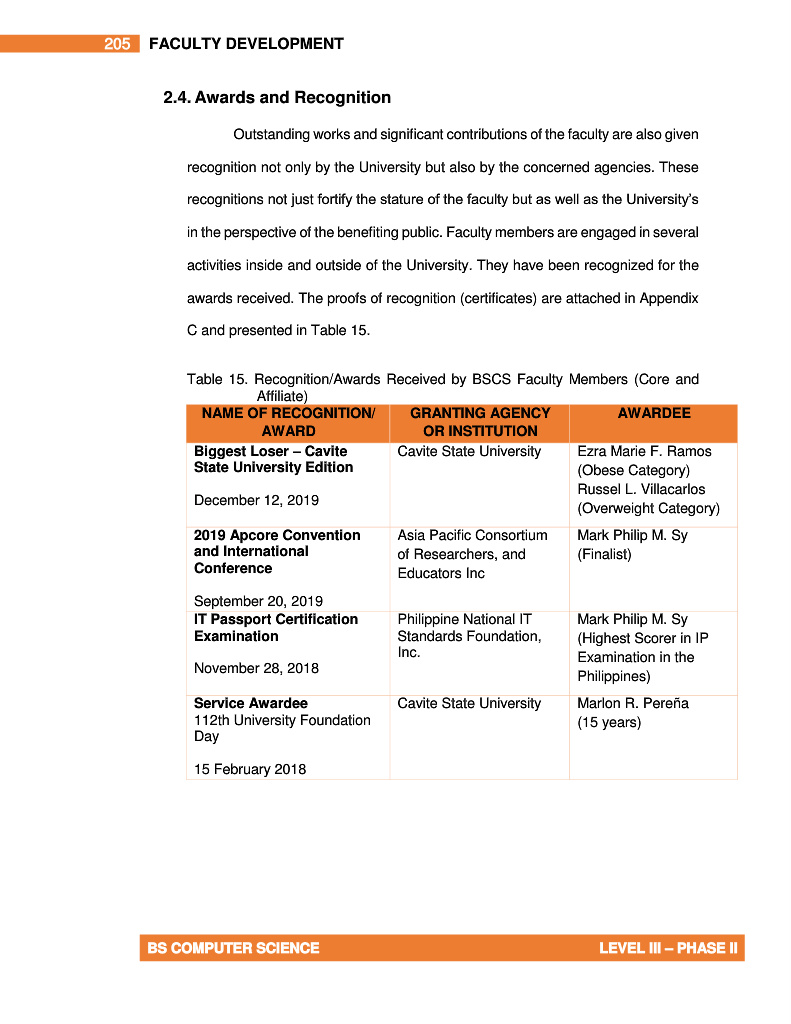 205 FACULTY DEVELOPMENT
2.4. Awards and Recognition
Outstanding works and significant contributions of the faculty are also given
recognition not only by the University but also by the concerned agencies. These
recognitions not just fortify the stature of the faculty but as well as the University's
in the perspective of the benefiting public. Faculty members are engaged in several
activities inside and outside of the University. They have been recognized for the
awards received. The proofs of recognition (certificates) are attached in Appendix
C and presented in Table 15.
Table 15. Recognition/Awards Received by BSCS Faculty Members (Core and
Affiliate)
NAME OF RECOGNITION/
AWARD
GRANTING AGENCY
OR INSTITUTION
AWARDEE
Biggest Loser – Cavite
State University Edition
December 12, 2019
Cavite State University
Ezra Marie F. Ramos
(Obese Category)
Russel L. Villacarlos
(Overweight Category)
2019 Apcore Convention
and International
Conference
September 20, 2019
Asia Pacific Consortium
of Researchers, and
Educators Inc
Mark Philip M. Sy
(Finalist)
IT Passport Certification
Examination
November 28, 2018
Philippine National IT
Standards Foundation,
Inc.
Mark Philip M. Sy
(Highest Scorer in IP
Examination in the
Philippines)
Service Awardee
112th University Foundation
Day
15 February 2018
Cavite State University
Marlon R. Pereña
(15 years)
BS COMPUTER SCIENCE LEVEL III – PHASE II